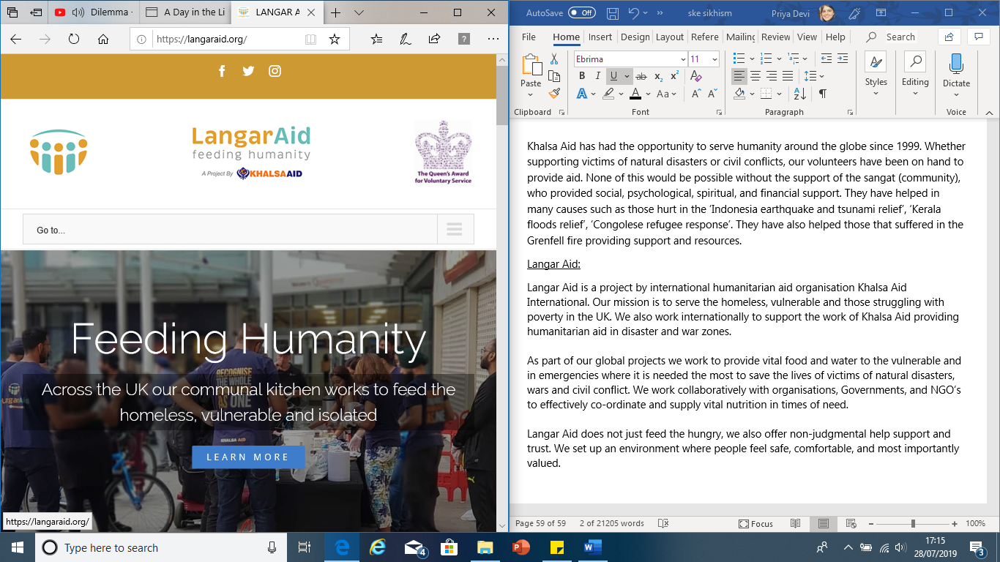 Dilemma
A Day in the Li
LANGAR A
https://langaraid.org/
LangarAid
feeding humanity
A Project By KHALSAAID
The Queen's Award
for Voluntary Service
Go to...
RECOGNISE
THE WHOLE
AS ONE
KHALSA AID
LangarAid
Feeding Humanity
Across the UK our communal kitchen works to feed the
homeless, vulnerable and isolated
LEARN MORE
https://langaraid.org/
AutoSave Off ske sikhism Priya Devi
File Home Insert Design Layout Refere Mailing Review View Help Search
Paste
Ebrima 11
B I U ab x₂ x² A
A A Aa A A
Styles Editing Dictate
Clipboard Font Paragraph Voice
Khalsa Aid has had the opportunity to serve humanity around the globe since 1999. Whether
supporting victims of natural disasters or civil conflicts, our volunteers have been on hand to
provide aid. None of this would be possible without the support of the sangat (community),
who provided social, psychological, spiritual, and financial support. They have helped in
many causes such as those hurt in the ‘Indonesia earthquake and tsunami relief’, ‘Kerala
floods relief’, ‘Congolese refugee response’. They have also helped those that suffered in the
Grenfell fire providing support and resources.
Langar Aid:
Langar Aid is a project by international humanitarian aid organisation Khalsa Aid
International. Our mission is to serve the homeless, vulnerable and those struggling with
poverty in the UK. We also work internationally to support the work of Khalsa Aid providing
humanitarian aid in disaster and war zones.
As part of our global projects we work to provide vital food and water to the vulnerable and
in emergencies where it is needed the most to save the lives of victims of natural disasters,
wars and civil conflict. We work collaboratively with organisations, Governments, and NGO’s
to effectively co-ordinate and supply vital nutrition in times of need.
Langar Aid does not just feed the hungry, we also offer non-judgmental help support and
trust. We set up an environment where people feel safe, comfortable, and most importantly
valued.
Page 59 of 59 2 of 21205 words Focus 100%
Type here to search
4
17:15
28/07/2019
3